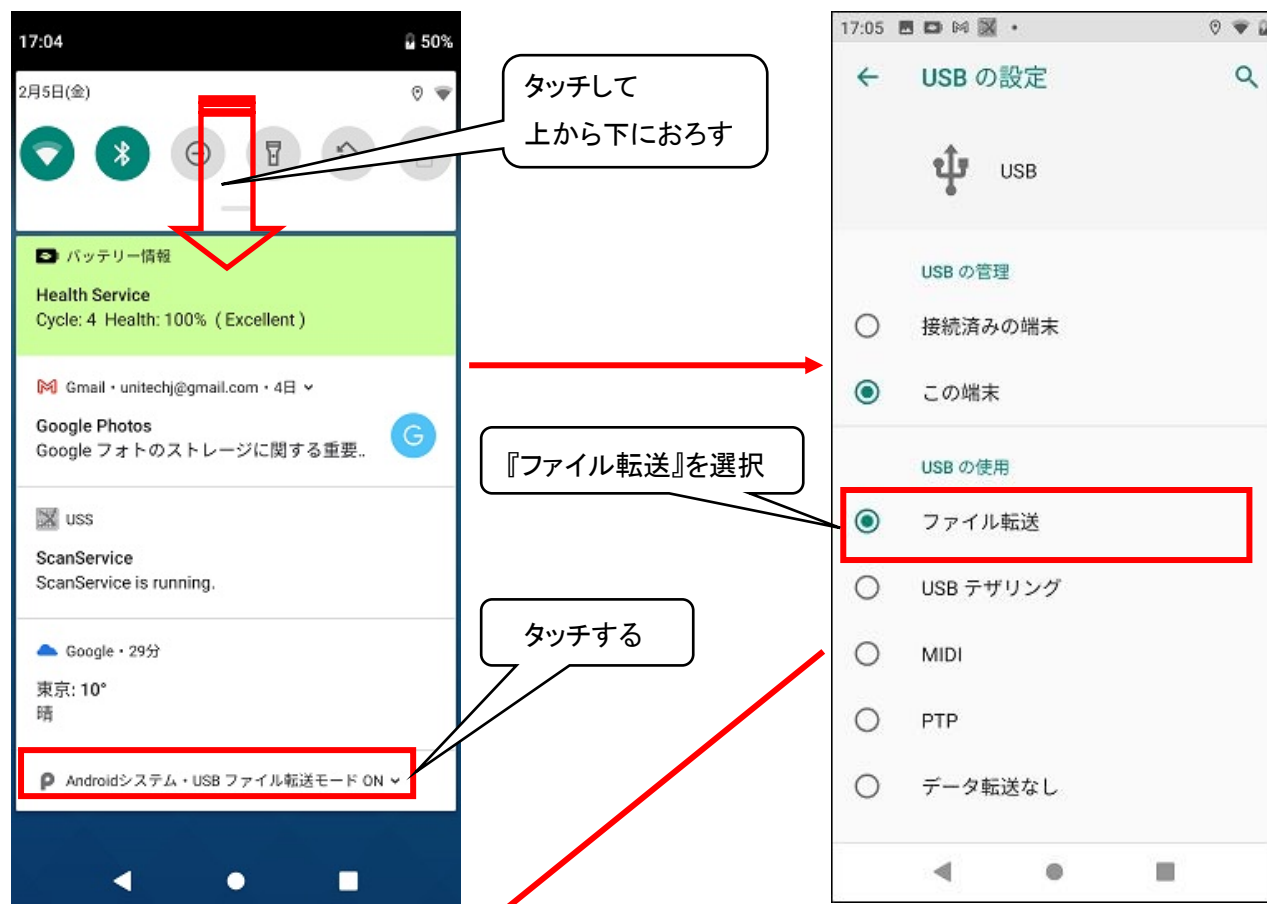 17:04
50%
2月5日(金)
バッテリー情報
Health Service
Cycle: 4 Health: 100% ( Excellent )
Gmail・unitechj@gmail.com・4日
Google Photos
Google フォトのストレージに関する重要..
G
USS
ScanService
ScanService is running.
Google・29分
東京: 10°
晴
Androidシステム・USB ファイル転送モード ON
タッチして
上から下におろす
『ファイル転送』を選択
タッチする
17:05
USB の設定
USB
USB の管理
接続済みの端末
この端末
USB の使用
ファイル転送
USB テザリング
MIDI
PTP
データ転送なし